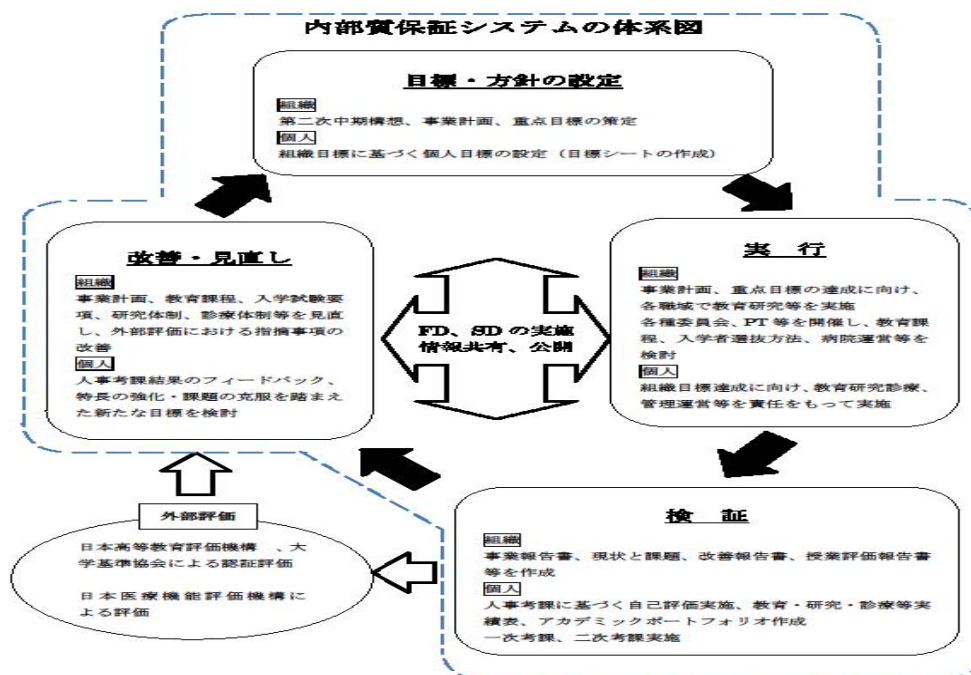 内部質保証システムの体系図
目標・方針の設定
組織
第二次中期構想、事業計画、重点目標の策定
個人
組織目標に基づく個人目標の設定（目標シートの作成）
改善・見直し
組織
事業計画、教育課程、入学試験要
項、研究体制、診療体制等を見直
し、外部評価における指摘事項の
改善
個人
人事考課結果のフィードバック、
特長の強化・課題の克服を踏まえ
た新たな目標を検討
FD、SD の実施
情報共有、公開
実　行
組織
事業計画、重点目標の達成に向け、
各職域で教育研究等を実施
各種委員会、PT 等を開催し、教育課
程、入学者選抜方法、病院運営等を
検討
個人
組織目標達成に向け、教育研究診療、
管理運営等を責任をもって実施
検　証
組織
事業報告書、現状と課題、改善報告書、授業評価報告書
等を作成
個人
人事考課に基づく自己評価実施、教育・研究・診療等実
績表、アカデミックポートフォリオ作成
一次考課、二次考課実施
外部評価
日本高等教育評価機構　、大
学基準協会による認証評価
日本医療機能評価機構に
よる評価